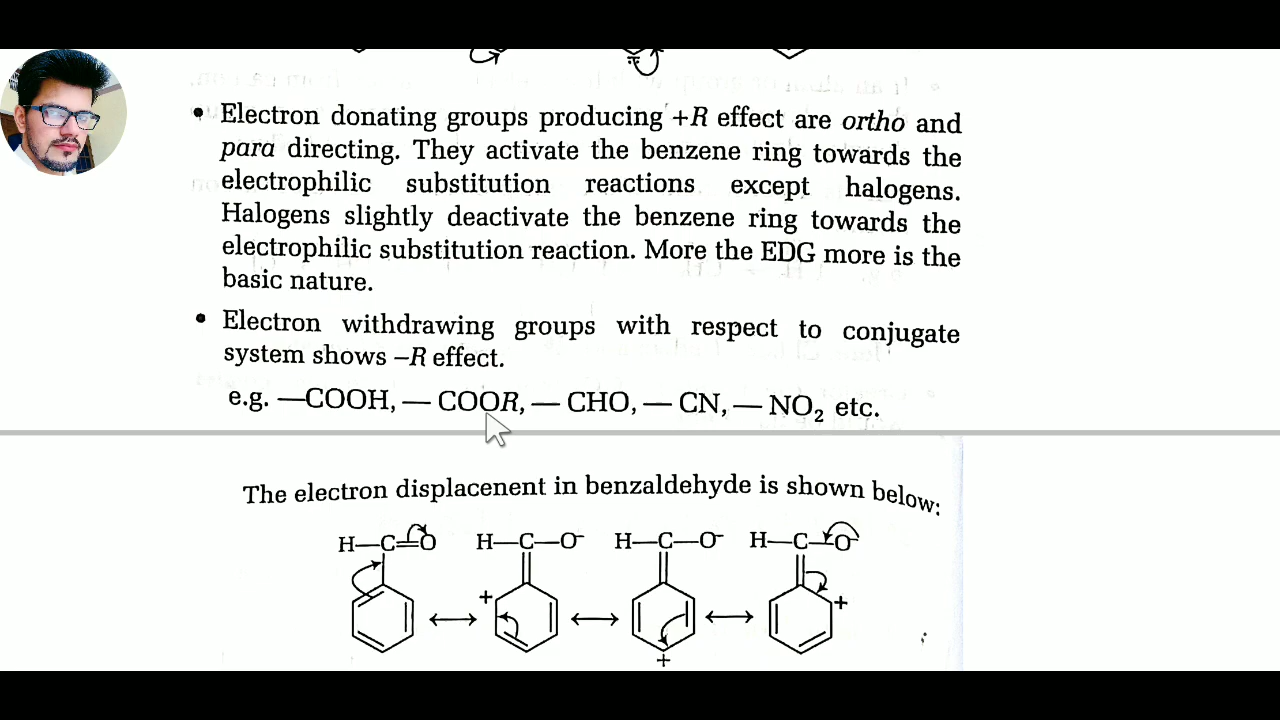 • Electron donating groups producing +R effect are ortho and
para directing. They activate the benzene ring towards the
electrophilic substitution reactions except halogens.
Halogens slightly deactivate the benzene ring towards the
electrophilic substitution reaction. More the EDG more is the
basic nature.
• Electron withdrawing groups with respect to conjugate
system shows –R effect.
e.g. —COOH, — COOR, — CHO, — CN, — NO₂ etc.
The electron displacenent in benzaldehyde is shown below:
H—C=O H—C—O⁻ H—C—O⁻ H—C—O⁻
+ +
+